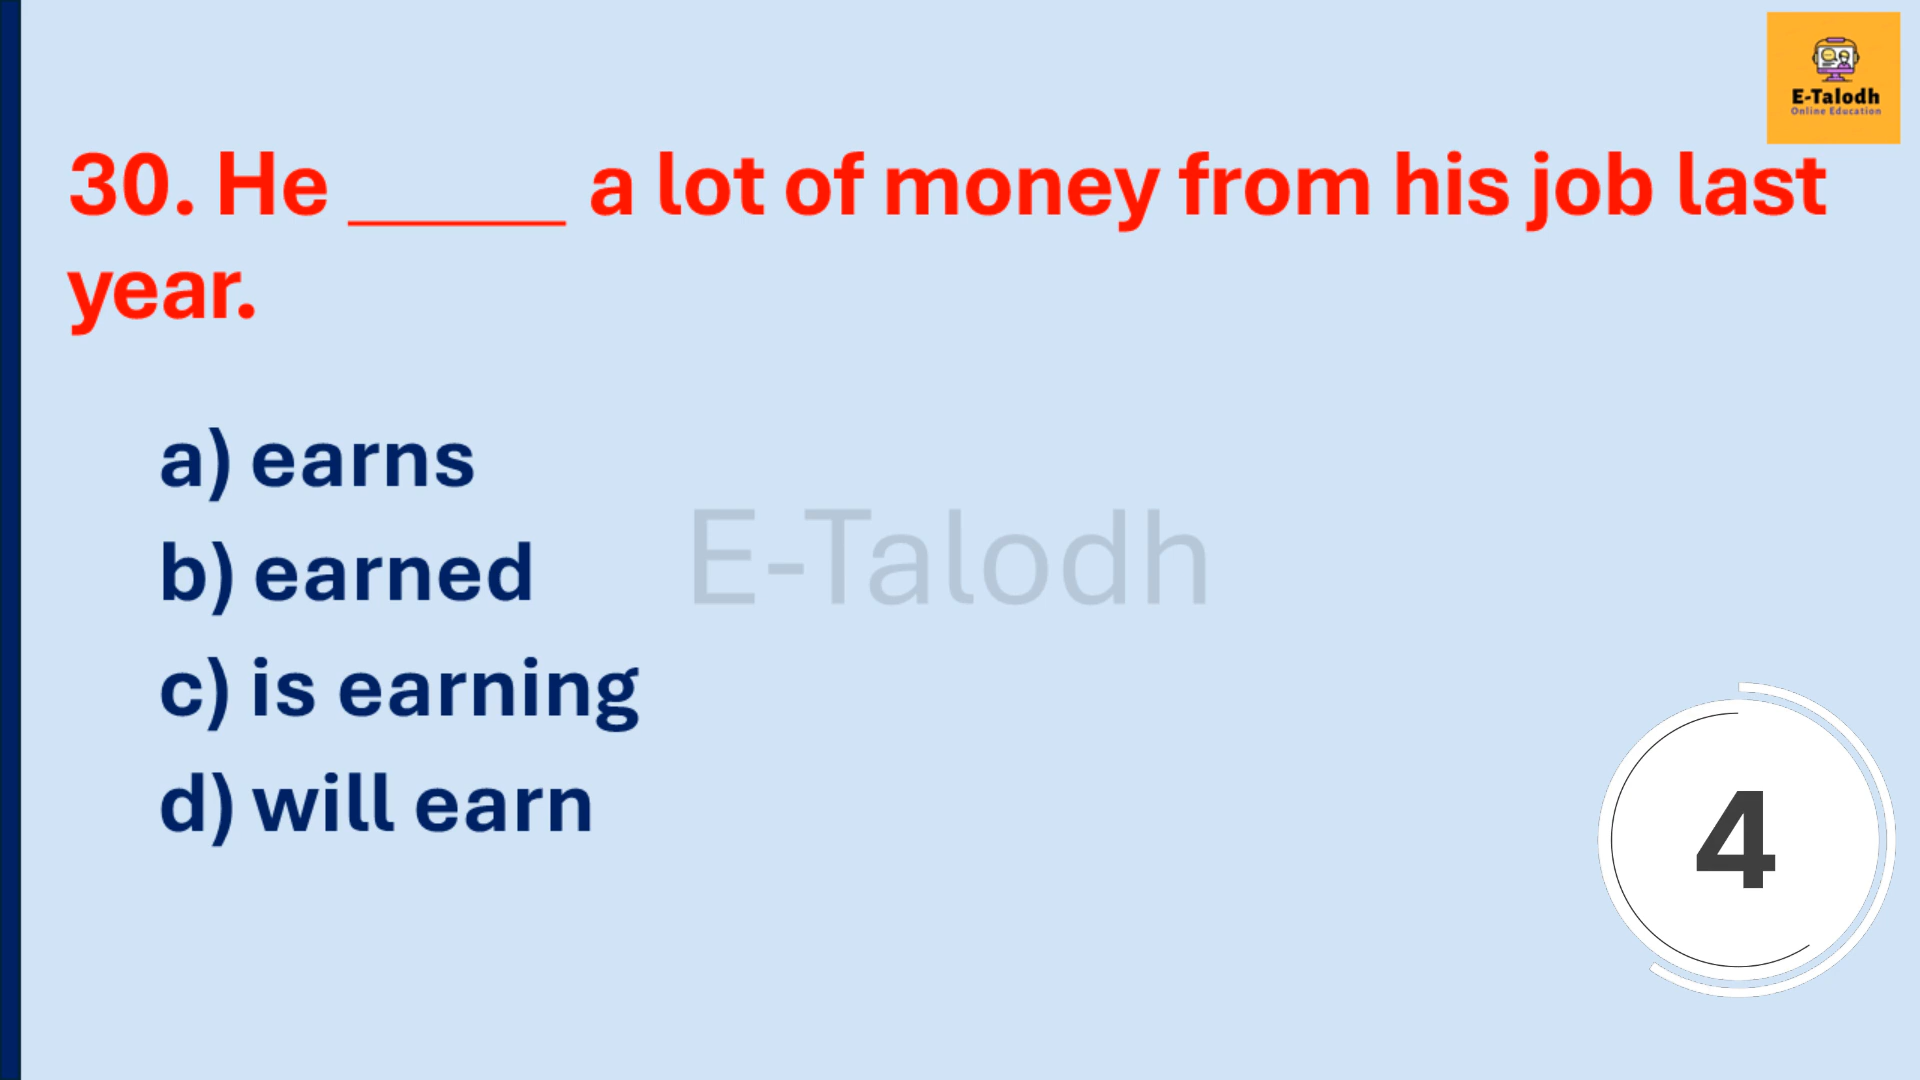 E-Talodh
Online Education
30. He _____ a lot of money from his job last
year.
a) earns
b) earned
E-Talodh
c) is earning
d) will earn
4